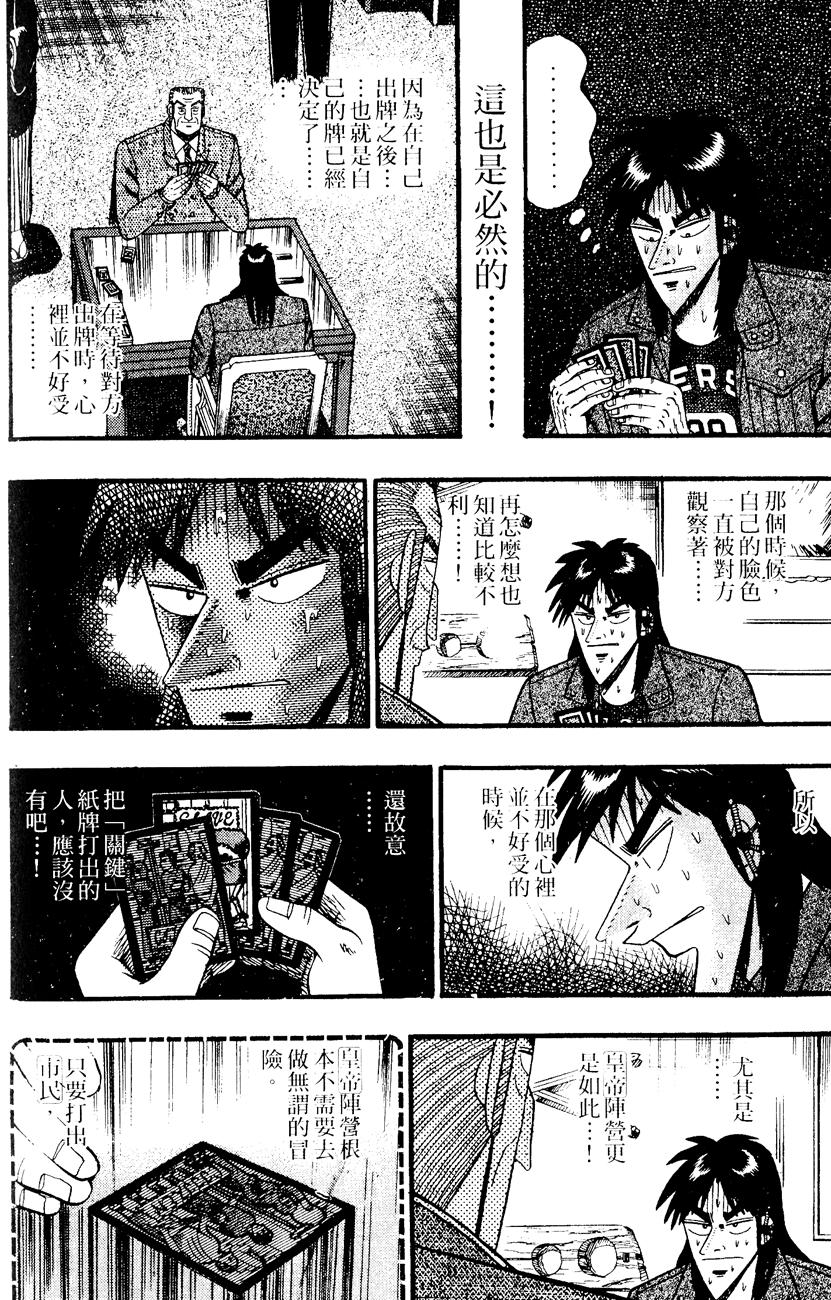 …………
ERS
這也是必然的………！
因為在自己
出牌之後…
…也就是自
己的牌已經
決定了……
…
在等待對方
出牌時，心
裡並不好受
……
那個時候，
自己的臉色
一直被對方
觀察著……
再怎麼想也
知道比較不
利……！
所以
在那個心裡
並不好受的
時候，
還故意
……
把「關鍵」
的紙牌打出
的人，應該沒
有吧…！
尤其是
……
皇帝陣營更
是如此…！
皇帝陣營根
本不需要去
做無謂的冒
險。
只要打出
市民，